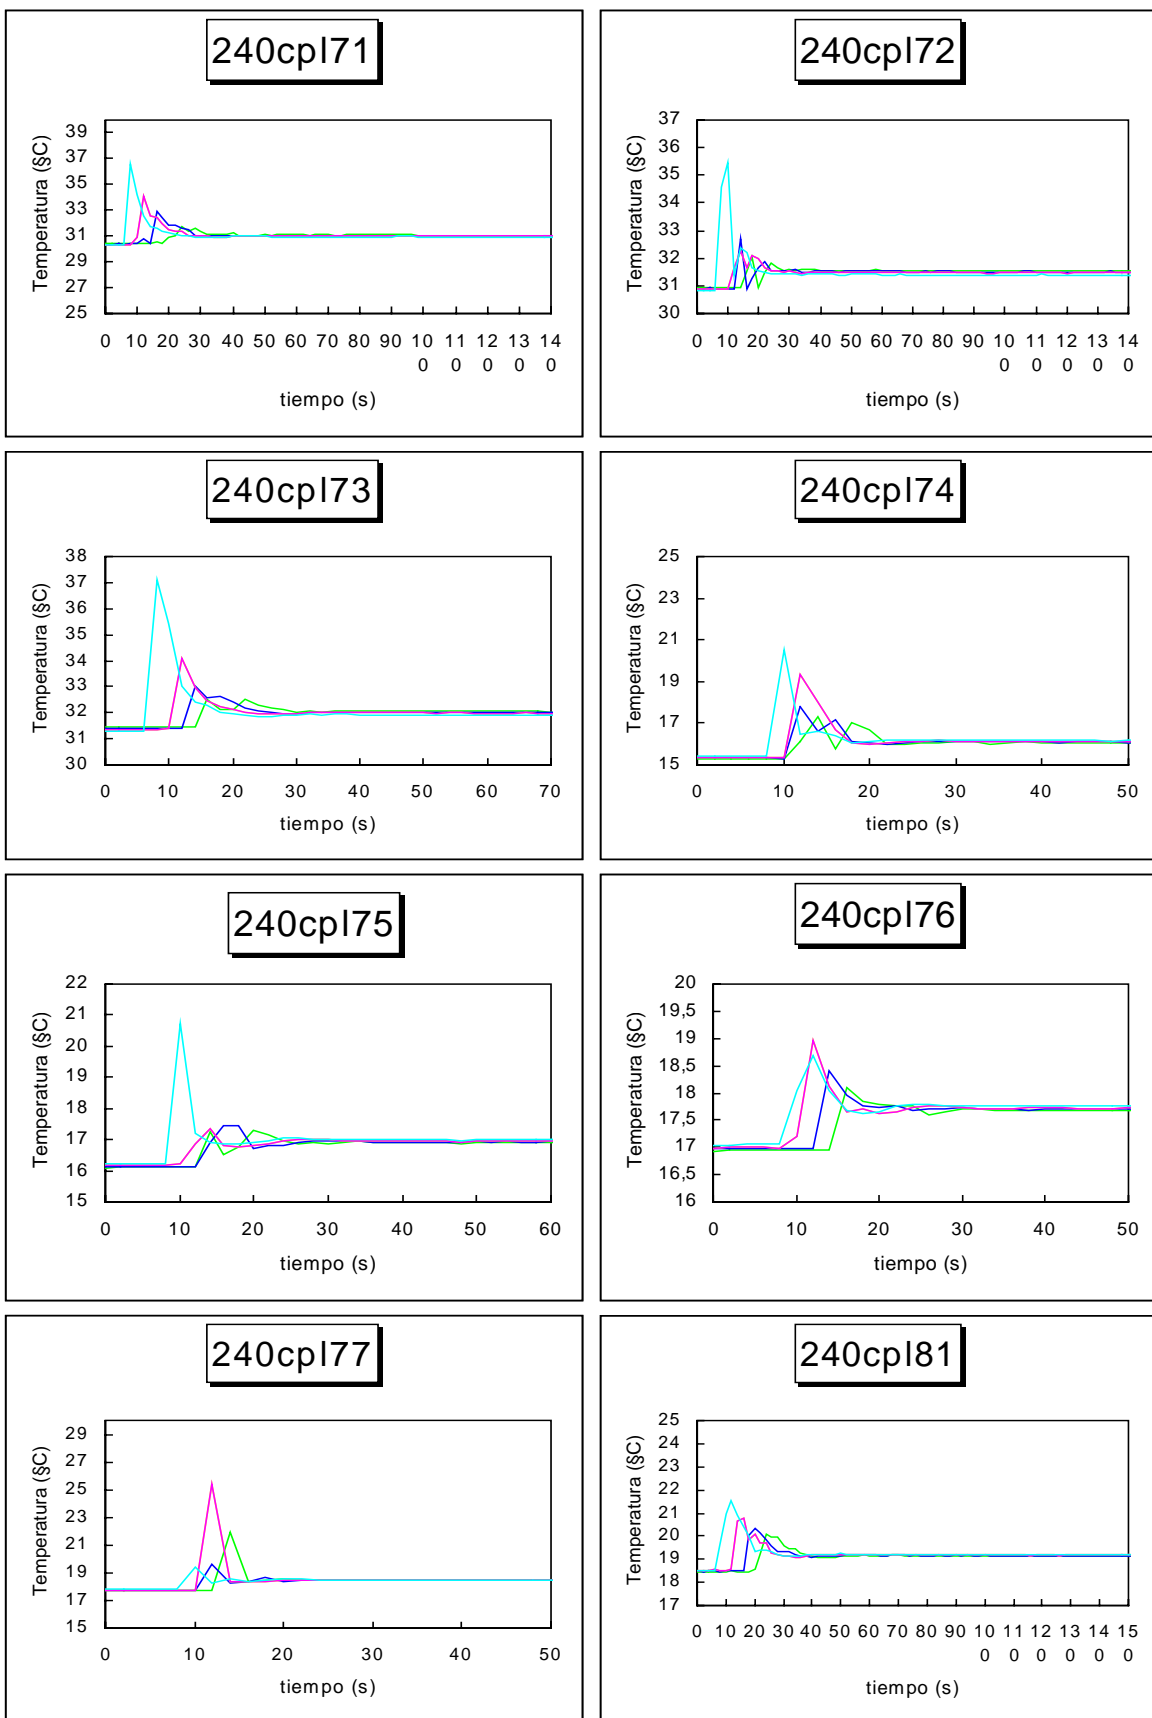 240cpl71
Temperatura (§C)
39
37
35
33
31
29
27
25
0 10 20 30 40 50 60 70 80 90 10 11 12 13 14
0 0 0 0 0
tiempo (s)
240cpl72
Temperatura (§C)
37
36
35
34
33
32
31
30
0 10 20 30 40 50 60 70 80 90 10 11 12 13 14
0 0 0 0 0
tiempo (s)
240cpl73
Temperatura (§C)
38
37
36
35
34
33
32
31
30
0 10 20 30 40 50 60 70
tiempo (s)
240cpl74
Temperatura (§C)
25
23
21
19
17
15
0 10 20 30 40 50
tiempo (s)
240cpl75
Temperatura (§C)
22
21
20
19
18
17
16
15
0 10 20 30 40 50 60
tiempo (s)
240cpl76
Temperatura (§C)
20
19,5
19
18,5
18
17,5
17
16,5
16
0 10 20 30 40 50
tiempo (s)
240cpl77
Temperatura (§C)
29
27
25
23
21
19
17
15
0 10 20 30 40 50
tiempo (s)
240cpl81
Temperatura (§C)
25
24
23
22
21
20
19
18
17
0 10 20 30 40 50 60 70 80 90 10 11 12 13 14 15
0 0 0 0 0 0
tiempo (s)